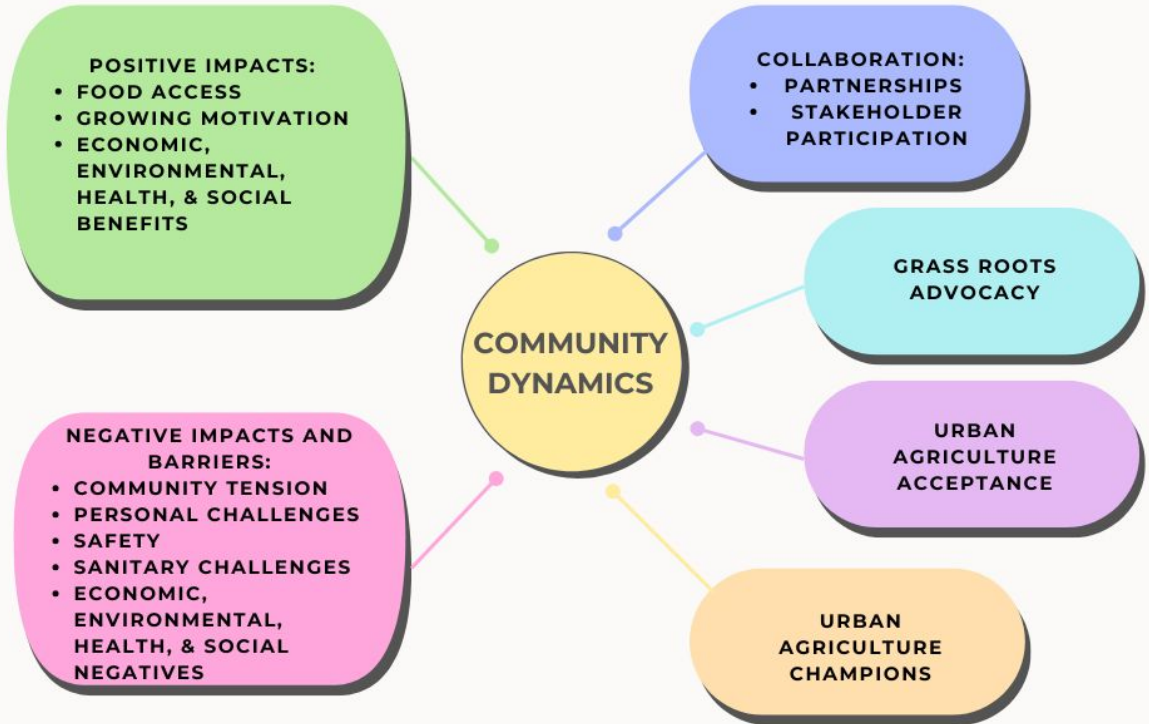 POSITIVE IMPACTS:
• FOOD ACCESS
• GROWING MOTIVATION
• ECONOMIC,
ENVIRONMENTAL,
HEALTH, & SOCIAL
BENEFITS
COLLABORATION:
• PARTNERSHIPS
• STAKEHOLDER
PARTICIPATION
GRASS ROOTS
ADVOCACY
COMMUNITY
DYNAMICS
NEGATIVE IMPACTS AND
BARRIERS:
• COMMUNITY TENSION
• PERSONAL CHALLENGES
• SAFETY
• SANITARY CHALLENGES
• ECONOMIC,
ENVIRONMENTAL,
HEALTH, & SOCIAL
NEGATIVES
URBAN
AGRICULTURE
ACCEPTANCE
URBAN
AGRICULTURE
CHAMPIONS